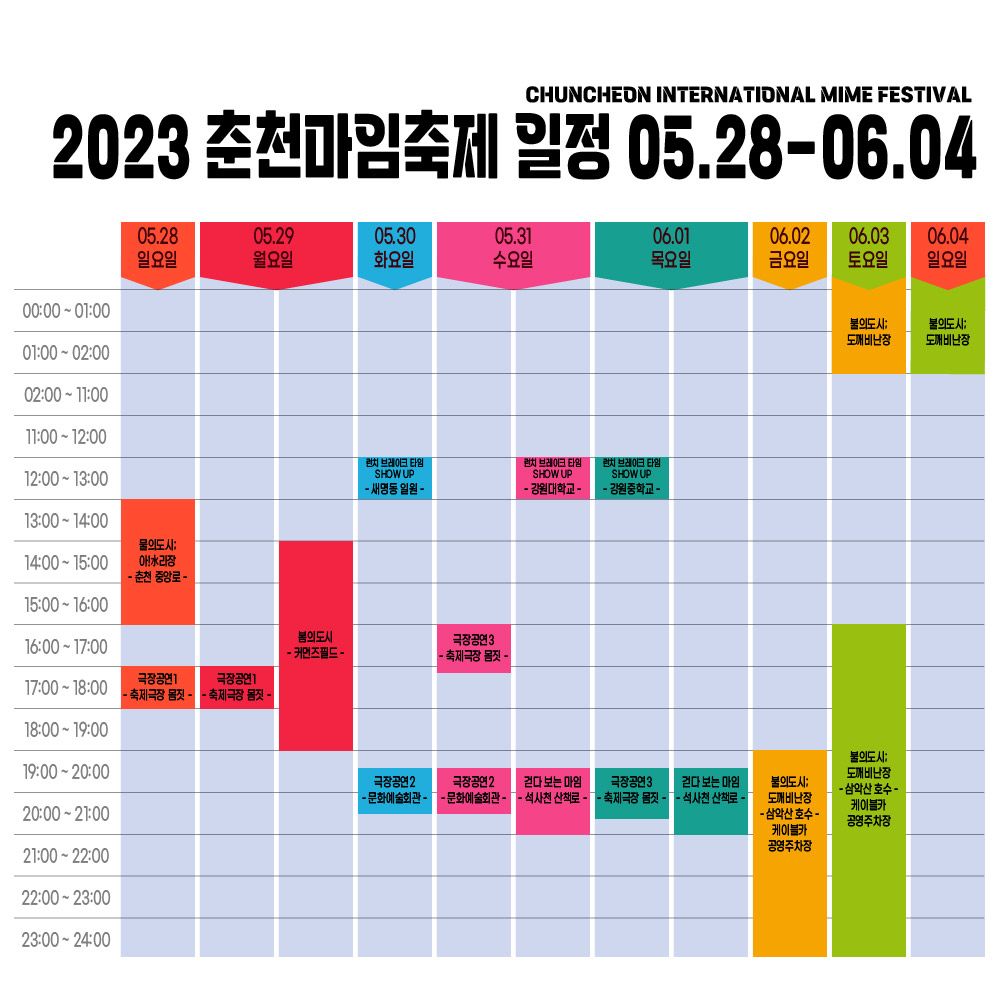 CHUNCHEON INTERNATIONAL MIME FESTIVAL
2023 춘천마임축제 일정 05.28-06.04
05.28
일요일
05.29
월요일
05.30
화요일
05.31
수요일
06.01
목요일
06.02
금요일
06.03
토요일
06.04
일요일
00:00 ~ 01:00
불의도시;
도깨비난장
불의도시;
도깨비난장
01:00 ~ 02:00
02:00 ~ 11:00
11:00 ~ 12:00
12:00 ~ 13:00
런치 브레이크 타임
SHOW UP
- 새명동 일원 -
런치 브레이크 타임
SHOW UP
- 강원대학교 -
런치 브레이크 타임
SHOW UP
- 강원중학교 -
13:00 ~ 14:00
14:00 ~ 15:00
15:00 ~ 16:00
물의도시;
아!水라장
- 춘천 중앙로 -
16:00 ~ 17:00
봄의도시
- 커먼즈필드 -
극장공연3
- 축제극장 몸짓 -
17:00 ~ 18:00
극장공연1
- 축제극장 몸짓 -
극장공연1
- 축제극장 몸짓 -
18:00 ~ 19:00
19:00 ~ 20:00
20:00 ~ 21:00
극장공연2
- 문화예술회관 -
극장공연2
- 문화예술회관 -
걷다 보는 마임
- 석사천 산책로 -
극장공연3
- 축제극장 몸짓 -
걷다 보는 마임
- 석사천 산책로 -
불의도시;
도깨비난장
- 삼악산 호수 -
케이블카
공영주차장
불의도시;
도깨비난장
- 삼악산 호수 -
케이블카
공영주차장
21:00 ~ 22:00
22:00 ~ 23:00
23:00 ~ 24:00